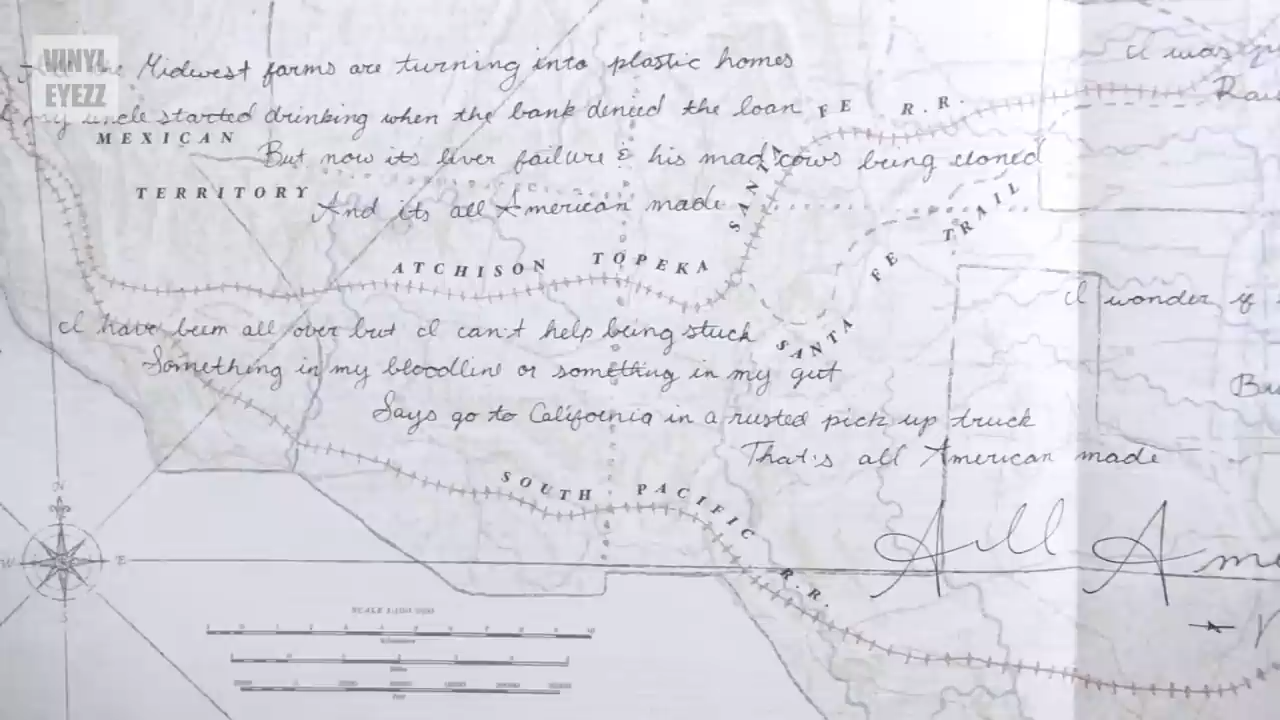 VINYL
EYEZZ
Midwest farms are turning into plastic homes
my uncle started drinking when the bank denied the loan
But now its liver failure & his mad cows being cloned
And its all American made
I have been all over but I can't help being stuck
Something in my bloodline or something in my gut
Says go to California in a rusted pick up truck
That's all American made
I was
I wonder if
All
MEXICAN
TERRITORY
ATCHISON TOPEKA
SANTA FE R.R.
SANTA FE TRAIL
SOUTH PACIFIC R.R.
N
W
E
S